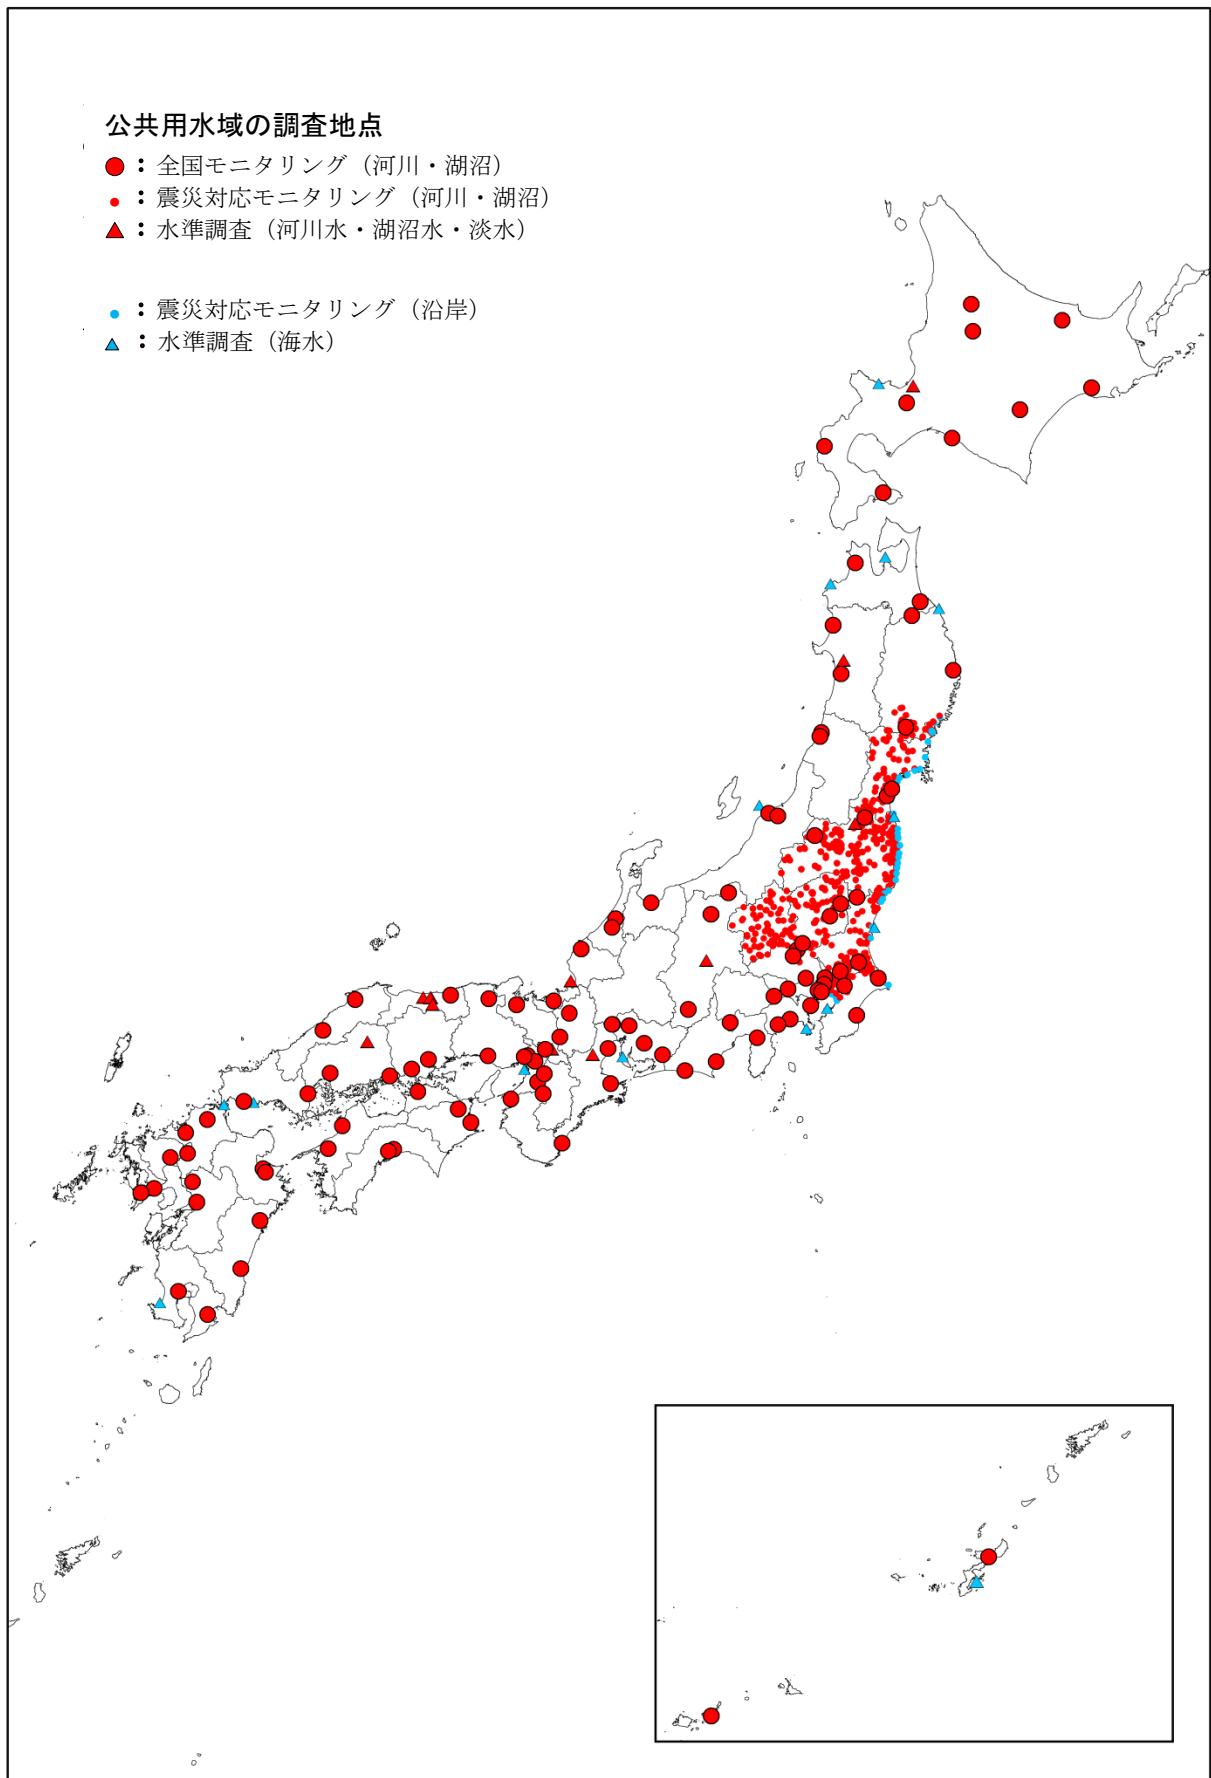 公共用水域の調査地点
：全国モニタリング（河川・湖沼）
：震災対応モニタリング（河川・湖沼）
：水準調査（河川水・湖沼水・淡水）
：震災対応モニタリング（沿岸）
：水準調査（海水）